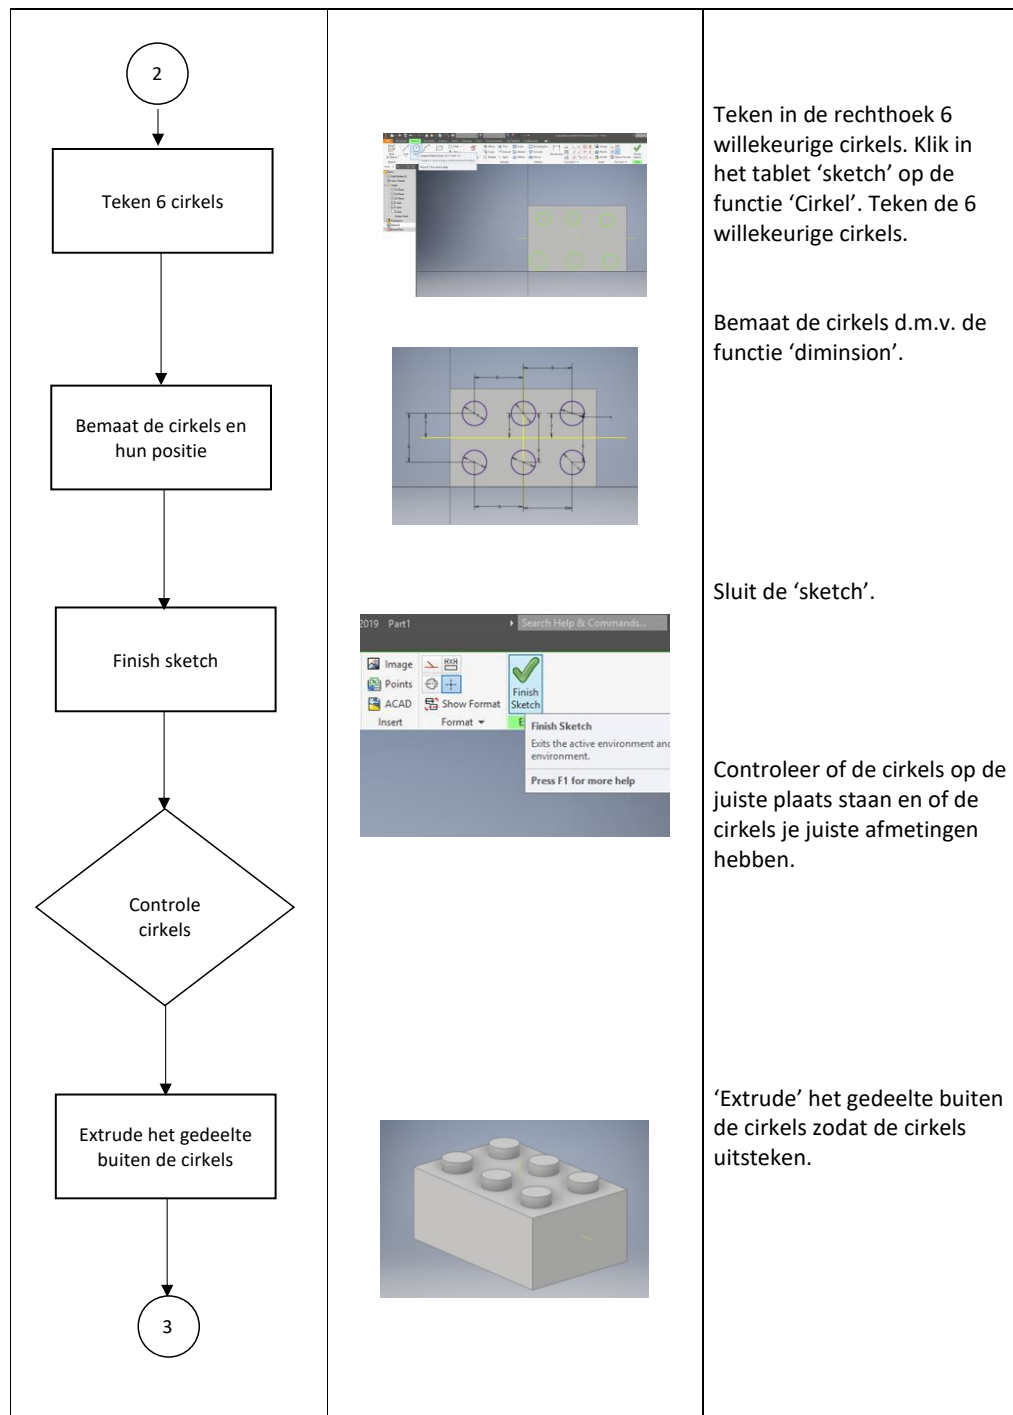 2
Teken 6 cirkels
Teken in de rechthoek 6
willekeurige cirkels. Klik in
het tablet ‘sketch’ op de
functie ‘Cirkel’. Teken de 6
willekeurige cirkels.
Bemaat de cirkels en
hun positie
Bemaat de cirkels d.m.v. de
functie ‘diminsion’.
Finish sketch
2019 Part1
Search Help & Commands...
Image
Points
ACAD
Show Format
Finish
Sketch
Insert
Format
Finish Sketch
Exits the active environment and
environment.
Press F1 for more help
Sluit de ‘sketch’.
Controle
cirkels
Controleer of de cirkels op de
juiste plaats staan en of de
cirkels je juiste afmetingen
hebben.
Extrude het gedeelte
buiten de cirkels
‘Extrude’ het gedeelte buiten
de cirkels zodat de cirkels
uitsteken.
3